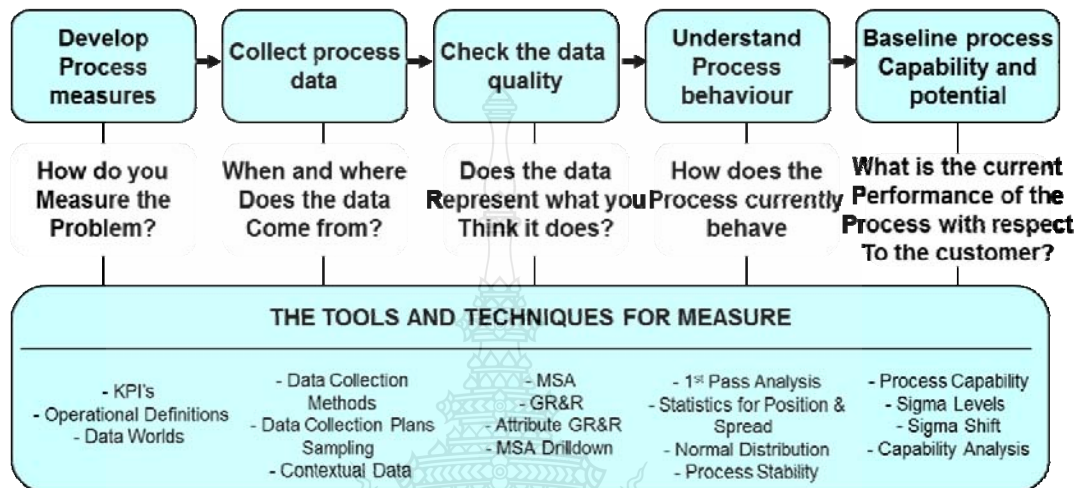 Develop
Process
measures
Collect process
data
Check the data
quality
Understand
Process
behaviour
Baseline process
Capability and
potential
How do you
Measure the
Problem?
When and where
Does the data
Come from?
Does the data
Represent what you
Think it does?
How does the
Process currently
behave
What is the current
Performance of the
Process with respect
To the customer?
THE TOOLS AND TECHNIQUES FOR MEASURE
- KPI's
- Operational Definitions
- Data Worlds
- Data Collection
Methods
- Data Collection Plans
Sampling
- Contextual Data
- MSA
- GR&R
- Attribute GR&R
- MSA Drilldown
- 1st Pass Analysis
- Statistics for Position &
Spread
- Normal Distribution
- Process Stability
- Process Capability
- Sigma Levels
- Sigma Shift
- Capability Analysis